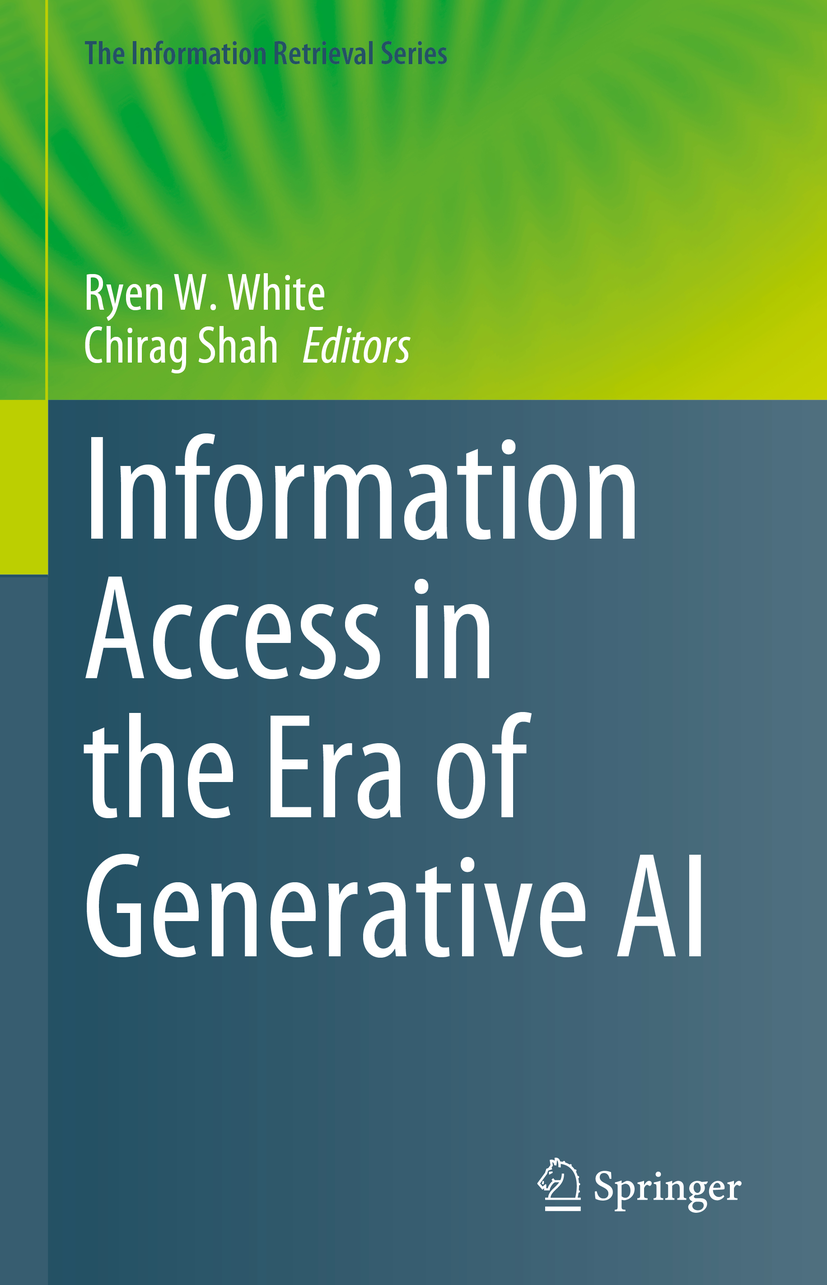 The Information Retrieval Series
Ryen W. White
Chirag Shah Editors
Information
Access in
the Era of
Generative AI
Springer